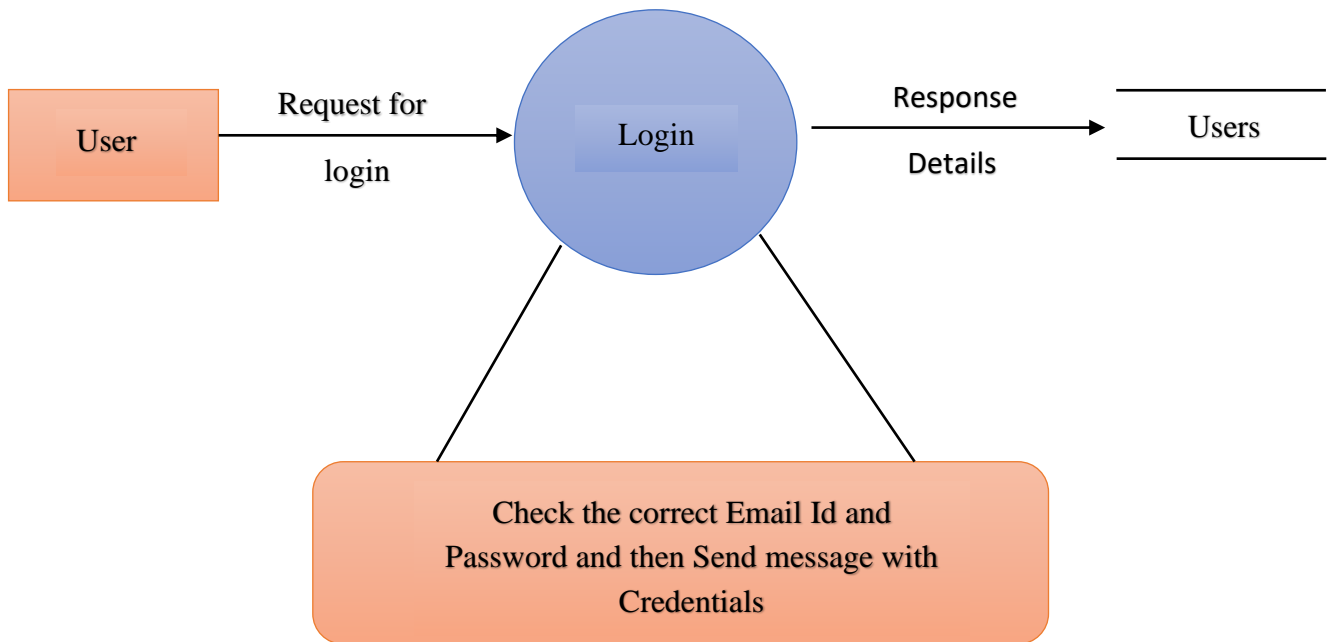 User
Request for
login
Login
Response
Details
Users
Check the correct Email Id and
Password and then Send message with
Credentials